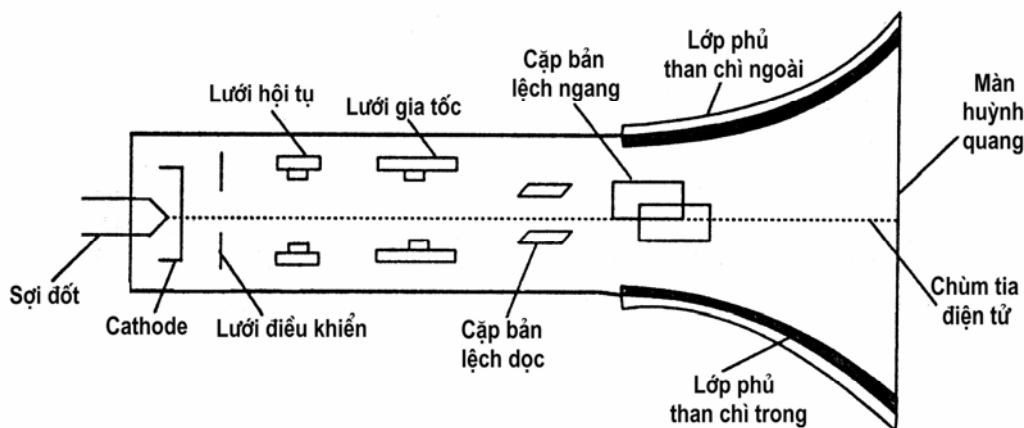 Lớp phủ
than chì ngoài
Cặp bản
lệch ngang
Màn
huỳnh
quang
Lưới hội tụ
Lưới gia tốc
Sợi đốt
Cathode
Lưới điều khiển
Cặp bản
lệch dọc
Chùm tia
điện tử
Lớp phủ
than chì trong